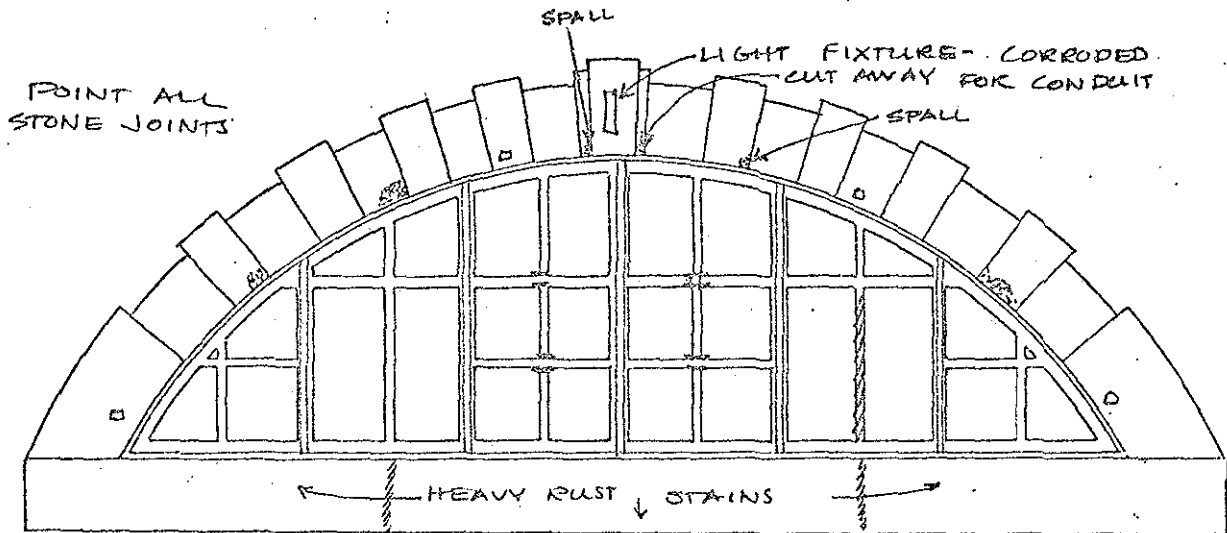 SPALL
LIGHT FIXTURE- CORRODED
CUT AWAY FOR CONDUIT
POINT ALL
STONE JOINTS
SPALL
HEAVY RUST STAINS